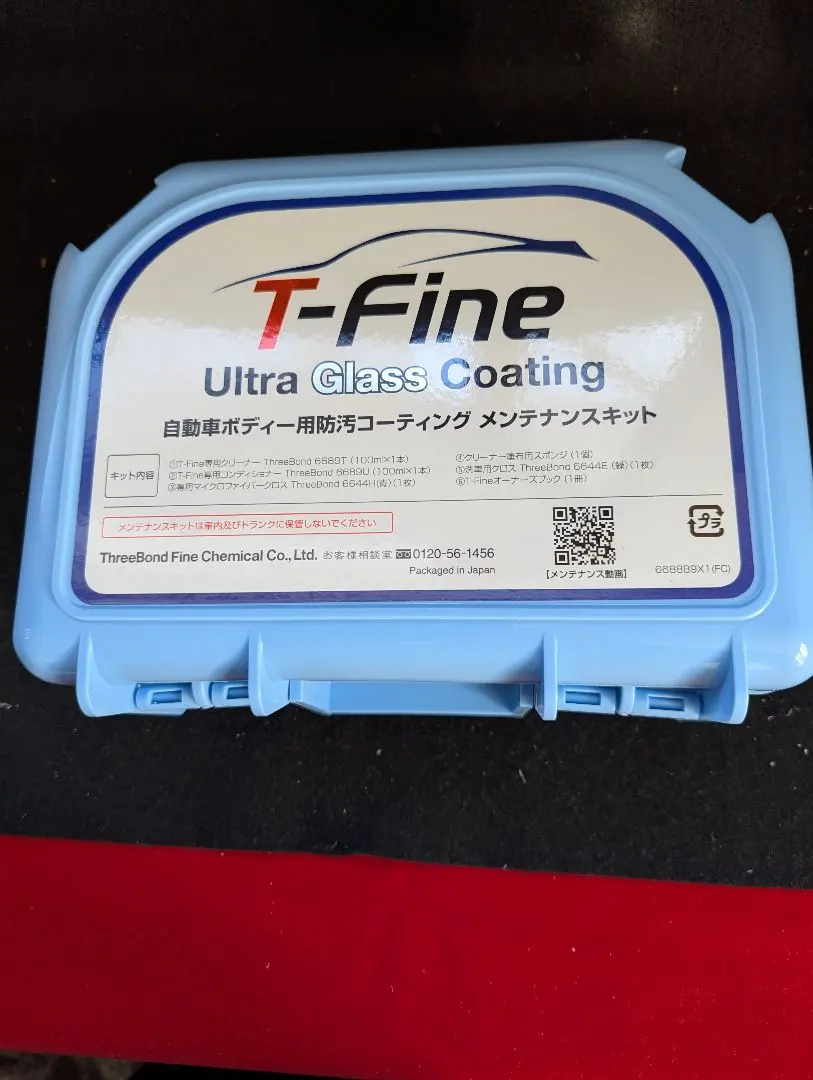 T-Fine
Ultra Glass Coating
自動車ボディー用防汚コーティング メンテナンスキット
キット内容
①T-Fine専用クリーナー ThreeBond 6689T (100ml×1本)
②T-Fine専用コンディショナー ThreeBond 6689U (100ml×1本)
③専用マイクロファイバークロス ThreeBond 6644H(青)(1枚)
④クリーナー塗布用スポンジ (1個)
⑤洗車用クロス ThreeBond 6644E (緑)(1枚)
⑥T-Fineオーナーズブック (1冊)
メンテナンスキットは車内及びトランクに保管しないでください
ThreeBond Fine Chemical Co., Ltd. お客様相談室 0120-56-1456
Packaged in Japan
【メンテナンス動画】
プラ
6688B9X1(FC)